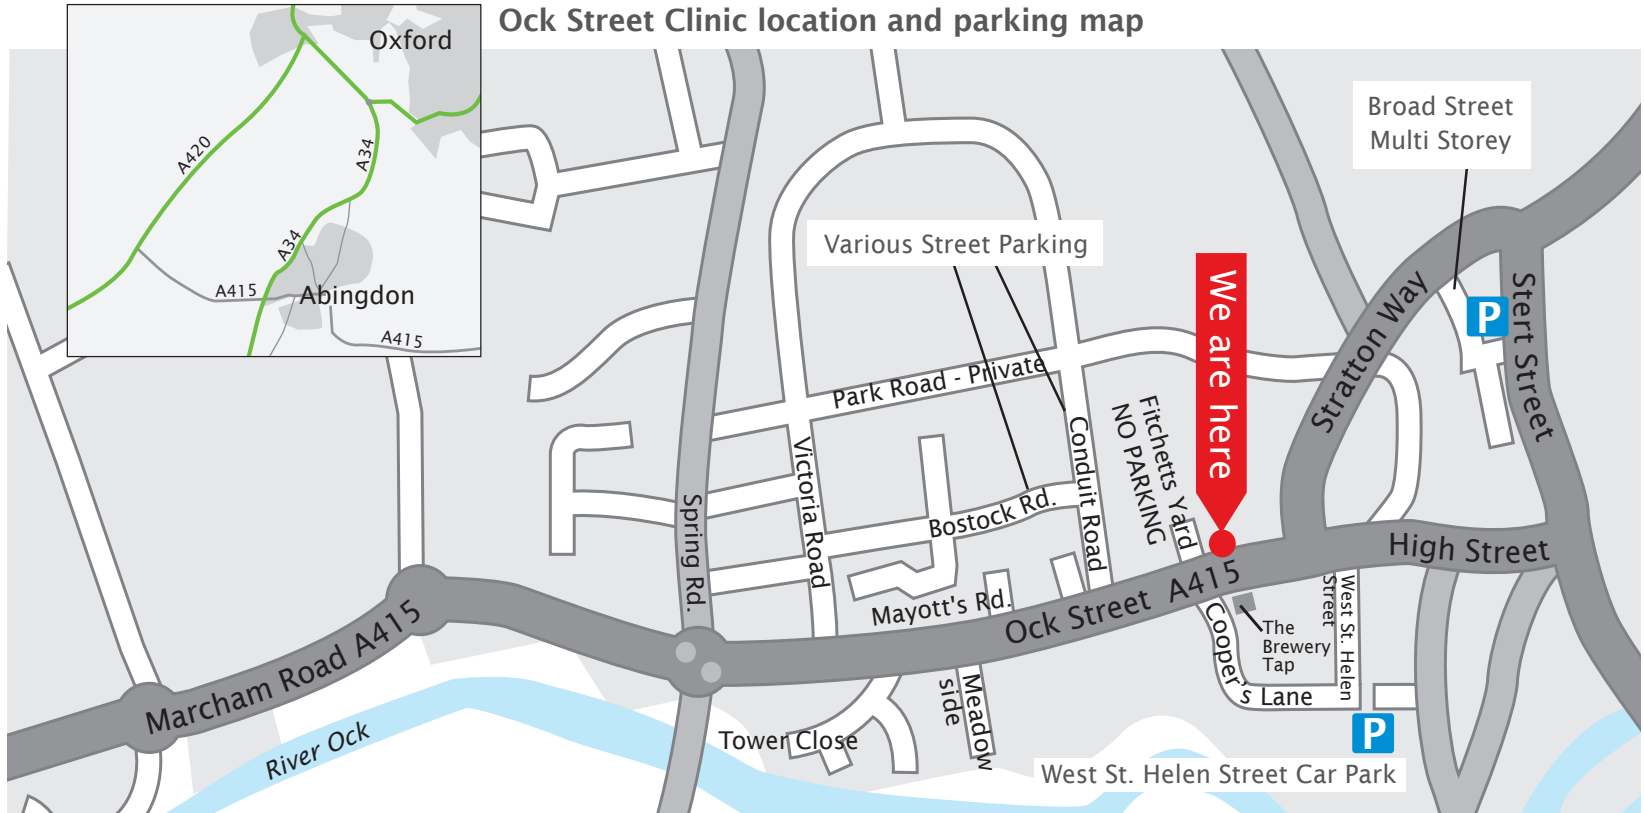 Ock Street Clinic location and parking map
Oxford
A420
A34
A34
A415
Abingdon
A415
Broad Street
Multi Storey
Various Street Parking
We are here
P
Stratton Way
Stert Street
Park Road - Private
Fitchetts Yard
NO PARKING
Victoria Road
Conduit Road
Spring Rd.
Bostock Rd.
High Street
Mayott's Rd.
Ock Street A415
Marcham Road A415
Cooper's Lane
The
Brewery
Tap
West St. Helen
Street
Meadow
side
Tower Close
River Ock
P
West St. Helen Street Car Park